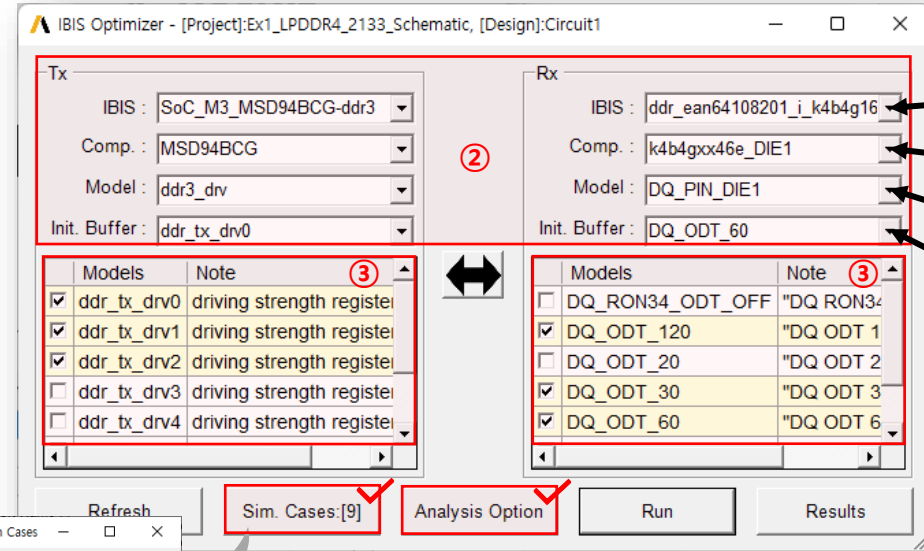 IBIS Optimizer - [Project]:Ex1_LPDDR4_2133_Schematic, [Design]:Circuit1
Tx
IBIS : SoC_M3_MSD94BCG-ddr3
Comp. : MSD94BCG
Model : ddr3_drv
Init. Buffer : ddr_tx_drv0
②
Rx
IBIS : ddr_ean64108201_i_k4b4g16
Comp. : k4b4gxx46e_DIE1
Model : DQ_PIN_DIE1
Init. Buffer : DQ_ODT_60
Models Note ③
ddr_tx_drv0 driving strength register
ddr_tx_drv1 driving strength register
ddr_tx_drv2 driving strength register
ddr_tx_drv3 driving strength register
ddr_tx_drv4 driving strength register
Models Note ③
DQ_RON34_ODT_OFF "DQ RON34
DQ_ODT_120 "DQ ODT 1
DQ_ODT_20 "DQ ODT 2
DQ_ODT_30 "DQ ODT 3
DQ_ODT_60 "DQ ODT 6
Refresh Sim. Cases:[9] Analysis Option Run Results
Cases